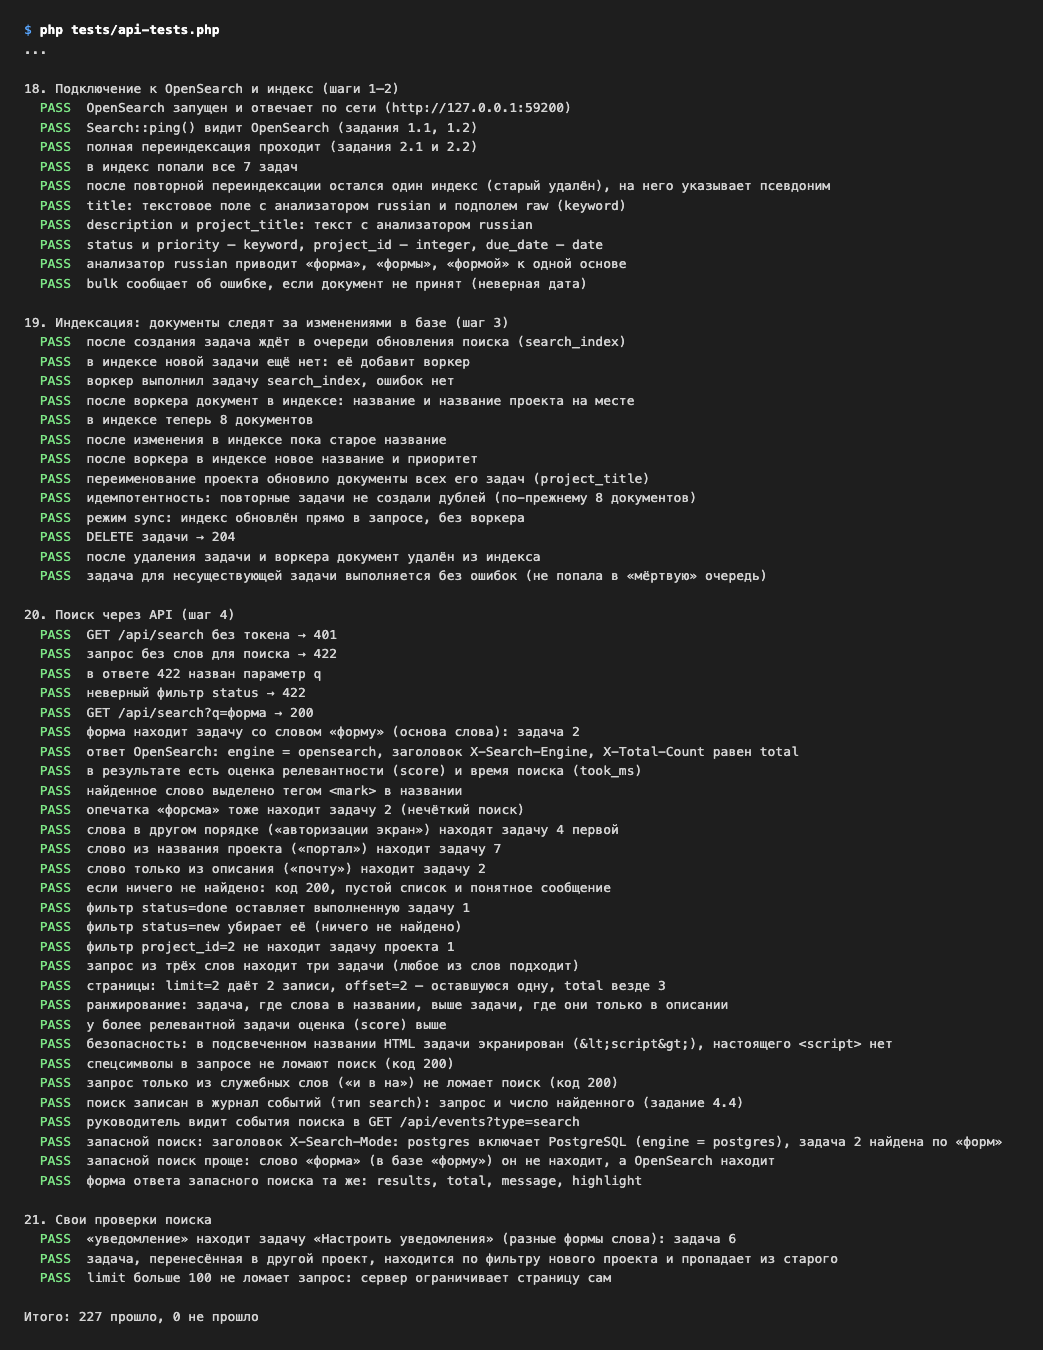 $ php tests/api-tests.php
...
18. Подключение к OpenSearch и индекс (шаги 1–2)
PASS OpenSearch запущен и отвечает по сети (http://127.0.0.1:59200)
PASS Search::ping() видит OpenSearch (задания 1.1, 1.2)
PASS полная переиндексация проходит (задания 2.1 и 2.2)
PASS в индекс попали все 7 задач
PASS после повторной переиндексации остался один индекс (старый удалён), на него указывает псевдоним
PASS title: текстовое поле с анализатором russian и подполем raw (keyword)
PASS description и project_title: текст с анализатором russian
PASS status и priority — keyword, project_id — integer, due_date — date
PASS анализатор russian приводит «форма», «формы», «формой» к одной основе
PASS bulk сообщает об ошибке, если документ не принят (неверная дата)
19. Индексация: документы следят за изменениями в базе (шаг 3)
PASS после создания задача ждёт в очереди обновления поиска (search_index)
PASS в индексе новой задачи ещё нет: её добавит воркер
PASS воркер выполнил задачу search_index, ошибок нет
PASS после воркера документ в индексе: название и название проекта на месте
PASS в индексе теперь 8 документов
PASS после изменения в индексе пока старое название
PASS после воркера в индексе новое название и приоритет
PASS переименование проекта обновило документы всех его задач (project_title)
PASS идемпотентность: повторные задачи не создали дублей (по-прежнему 8 документов)
PASS режим sync: индекс обновлён прямо в запросе, без воркера
PASS DELETE задачи → 204
PASS после удаления задачи и воркера документ удалён из индекса
PASS задача для несуществующей задачи выполняется без ошибок (не попала в «мёртвую» очередь)
20. Поиск через API (шаг 4)
PASS GET /api/search без токена → 401
PASS запрос без слов для поиска → 422
PASS в ответе 422 назван параметр q
PASS неверный фильтр status → 422
PASS GET /api/search?q=форма → 200
PASS форма находит задачу со словом «форму» (основа слова): задача 2
PASS ответ OpenSearch: engine = opensearch, заголовок X-Search-Engine, X-Total-Count равен total
PASS в результате есть оценка релевантности (score) и время поиска (took_ms)
PASS найденное слово выделено тегом <mark> в названии
PASS опечатка «форсма» тоже находит задачу 2 (нечёткий поиск)
PASS слова в другом порядке («авторизации экран») находят задачу 4 первой
PASS слово из названия проекта («портал») находит задачу 7
PASS слово только из описания («почту») находит задачу 2
PASS если ничего не найдено: код 200, пустой список и понятное сообщение
PASS фильтр status=done оставляет выполненную задачу 1
PASS фильтр status=new убирает её (ничего не найдено)
PASS фильтр project_id=2 не находит задачу проекта 1
PASS запрос из трёх слов находит три задачи (любое из слов подходит)
PASS страницы: limit=2 даёт 2 записи, offset=2 — оставшуюся одну, total везде 3
PASS ранжирование: задача, где слова в названии, выше задачи, где они только в описании
PASS у более релевантной задачи оценка (score) выше
PASS безопасность: в подсвеченном названии HTML задачи экранирован (&lt;script&gt;), настоящего <script> нет
PASS спецсимволы в запросе не ломают поиск (код 200)
PASS запрос только из служебных слов («и в на») не ломает поиск (код 200)
PASS поиск записан в журнал событий (тип search): запрос и число найденного (задание 4.4)
PASS руководитель видит события поиска в GET /api/events?type=search
PASS запасной поиск: заголовок X-Search-Mode: postgres включает PostgreSQL (engine = postgres), задача 2 найдена по «форм»
PASS запасной поиск проще: слово «форма» (в базе «форму») он не находит, а OpenSearch находит
PASS форма ответа запасного поиска та же: results, total, message, highlight
21. Свои проверки поиска
PASS «уведомление» находит задачу «Настроить уведомления» (разные формы слова): задача 6
PASS задача, перенесённая в другой проект, находится по фильтру нового проекта и пропадает из старого
PASS limit больше 100 не ломает запрос: сервер ограничивает страницу сам
Итого: 227 прошло, 0 не прошло